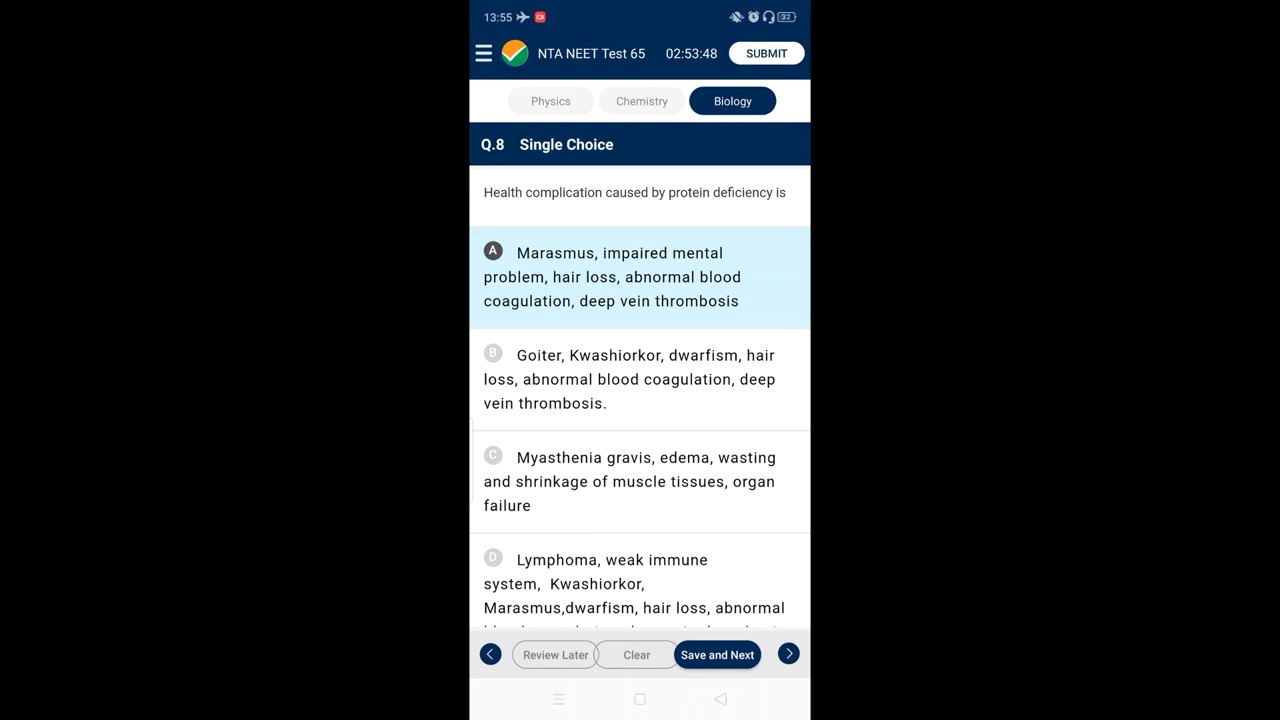 13:55
32
NTA NEET Test 65 02:53:48 SUBMIT
Physics Chemistry Biology
Q.8 Single Choice
Health complication caused by protein deficiency is
A Marasmus, impaired mental
problem, hair loss, abnormal blood
coagulation, deep vein thrombosis
B Goiter, Kwashiorkor, dwarfism, hair
loss, abnormal blood coagulation, deep
vein thrombosis.
C Myasthenia gravis, edema, wasting
and shrinkage of muscle tissues, organ
failure
D Lymphoma, weak immune
system, Kwashiorkor,
Marasmus,dwarfism, hair loss, abnormal
Review Later Clear Save and Next